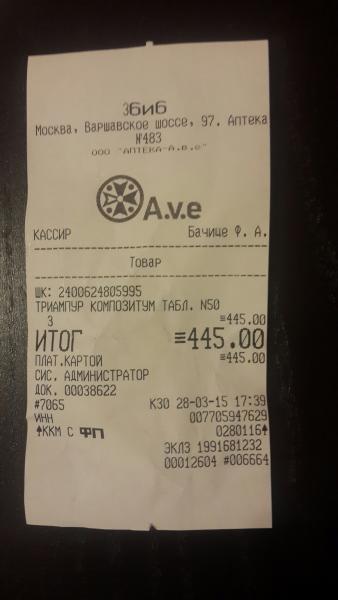 36и6
Москва, Варшавское шоссе, 97. Аптека
№483
ООО "АПТЕКА-А.в.е"
A.v.e
КАССИР Бачище Ф. А.
Товар
ШК: 2400624805995
ТРИАМПУР КОМПОЗИТУМ ТАБЛ. N50
3 ≡445.00
ИТОГ ≡445.00
ПЛАТ.КАРТОЙ ≡445.00
СИС. АДМИНИСТРАТОР
ДОК. 00038622
#7065 К30 28-03-15 17:39
ИНН 007705947629
ККМ С ФП 0280116
ЭКЛЗ 1991681232
00012604 #006664